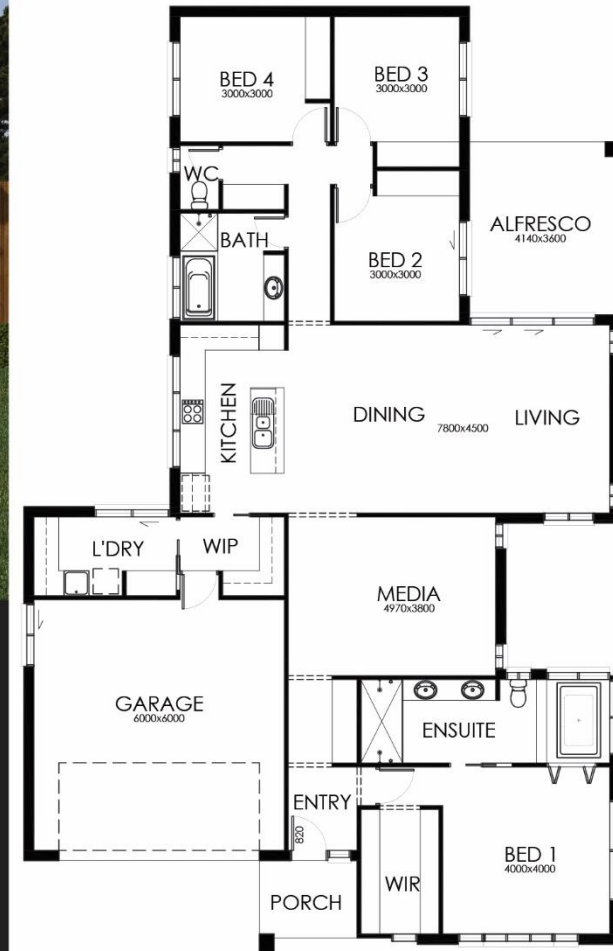 BED 4
3000x3000
BED 3
3000x3000
WC
BATH
BED 2
3000x3000
ALFRESCO
4140x3600
KITCHEN
DINING
7800x4500
LIVING
L'DRY
WIP
MEDIA
4970x3800
GARAGE
6000x6000
ENSUITE
ENTRY
820
BED 1
4000x4000
WIR
PORCH